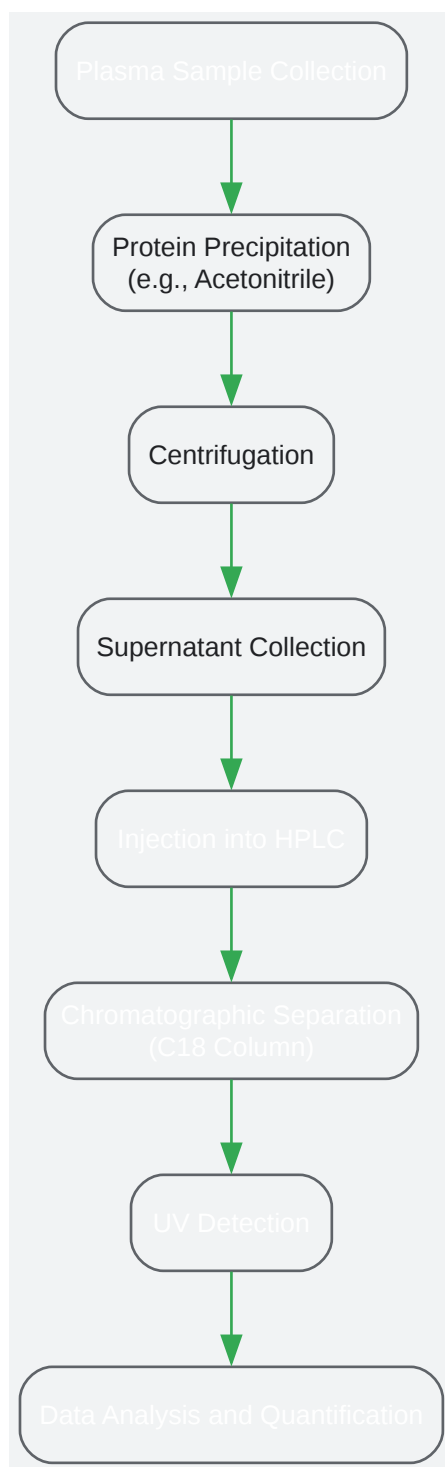 Plasma Sample Collection
Protein Precipitation
(e.g., Acetonitrile)
Centrifugation
Supernatant Collection
Injection into HPLC
Chromatographic Separation
(C18 Column)
UV Detection
Data Analysis and Quantification